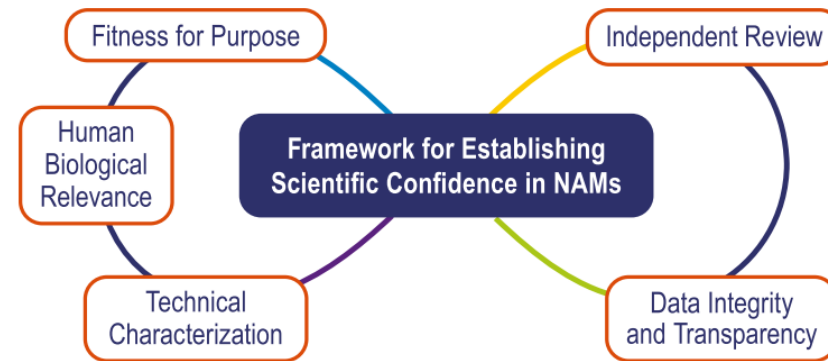 Fitness for Purpose
Independent Review
Human
Biological
Relevance
Framework for Establishing
Scientific Confidence in NAMs
Technical
Characterization
Data Integrity
and Transparency